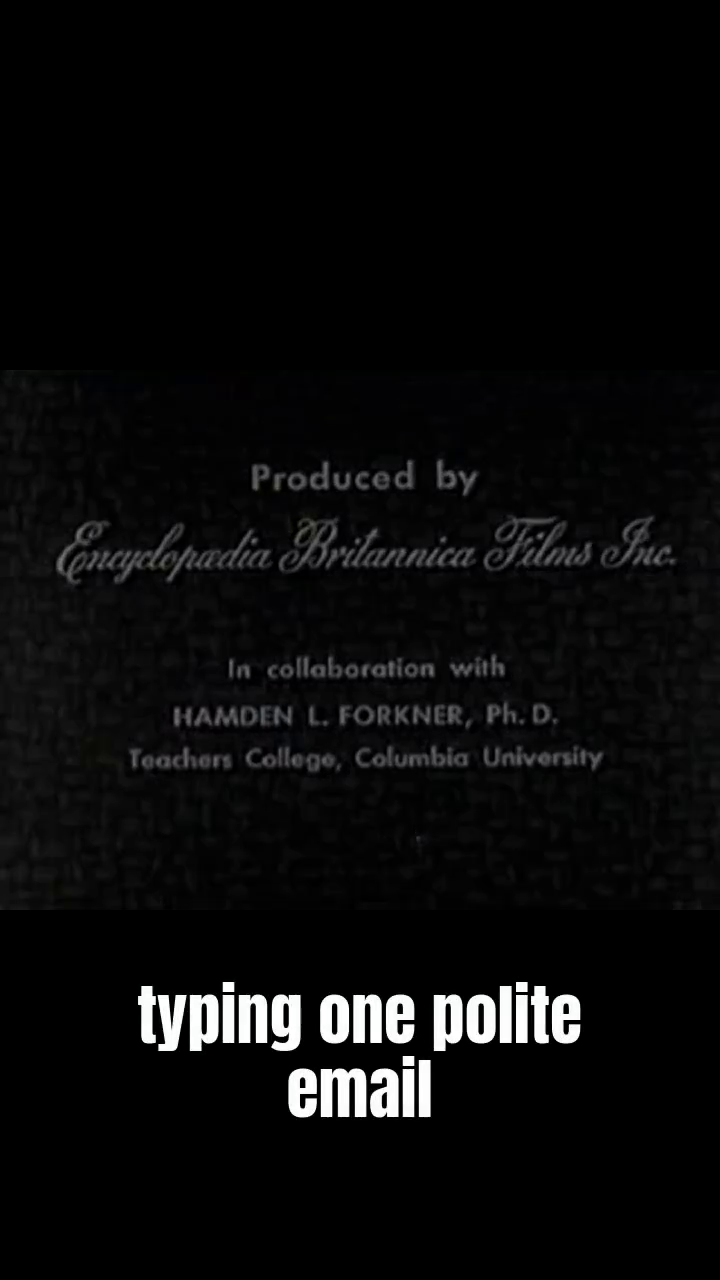 Produced by
Encyclopædia Britannica Films Inc.
In collaboration with
HAMDEN L. FORKNER, Ph. D.
Teachers College, Columbia University
typing one polite
email